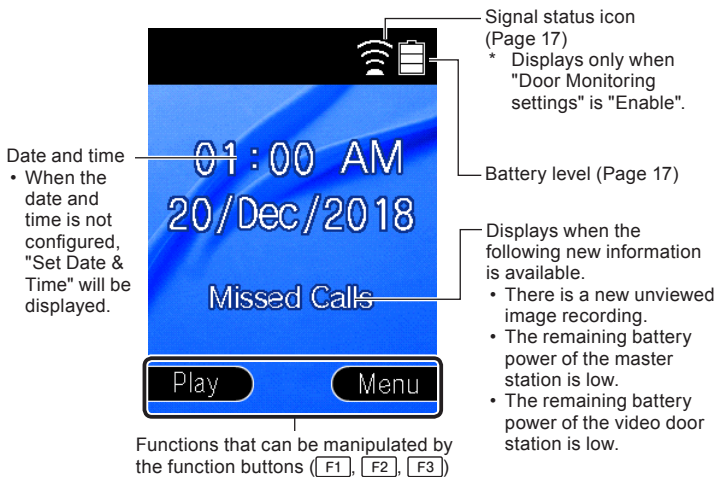 Signal status icon
(Page 17)
* Displays only when
"Door Monitoring
settings" is "Enable".
Date and time
• When the
date and
time is not
configured,
"Set Date &
Time" will be
displayed.
01:00 AM
20/Dec/2018
Missed Calls
Battery level (Page 17)
Displays when the
following new information
is available.
• There is a new unviewed
image recording.
• The remaining battery
power of the master
station is low.
• The remaining battery
power of the video door
station is low.
Play
Menu
Functions that can be manipulated by
the function buttons (F1, F2, F3)